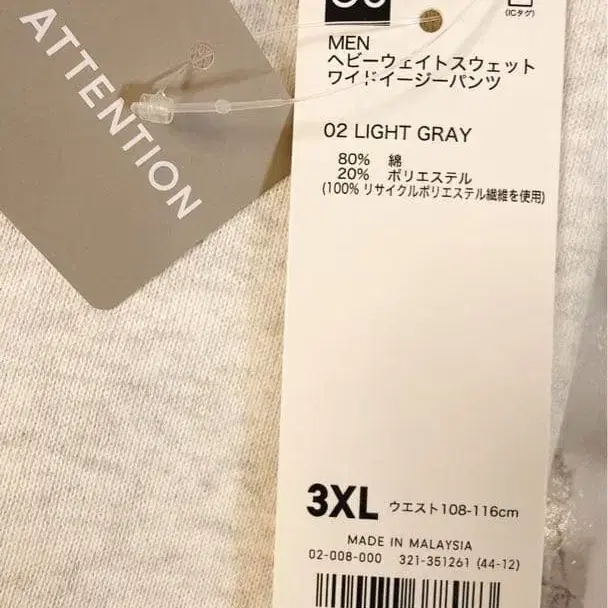 ATTENTION
(ICタグ)
MEN
ヘビーウェイトスウェット
ワイドイージーパンツ
02 LIGHT GRAY
80% 綿
20% ポリエステル
(100% リサイクルポリエステル繊維を使用)
3XL ウエスト108-116cm
MADE IN MALAYSIA
02-008-000 321-351261 (44-12)